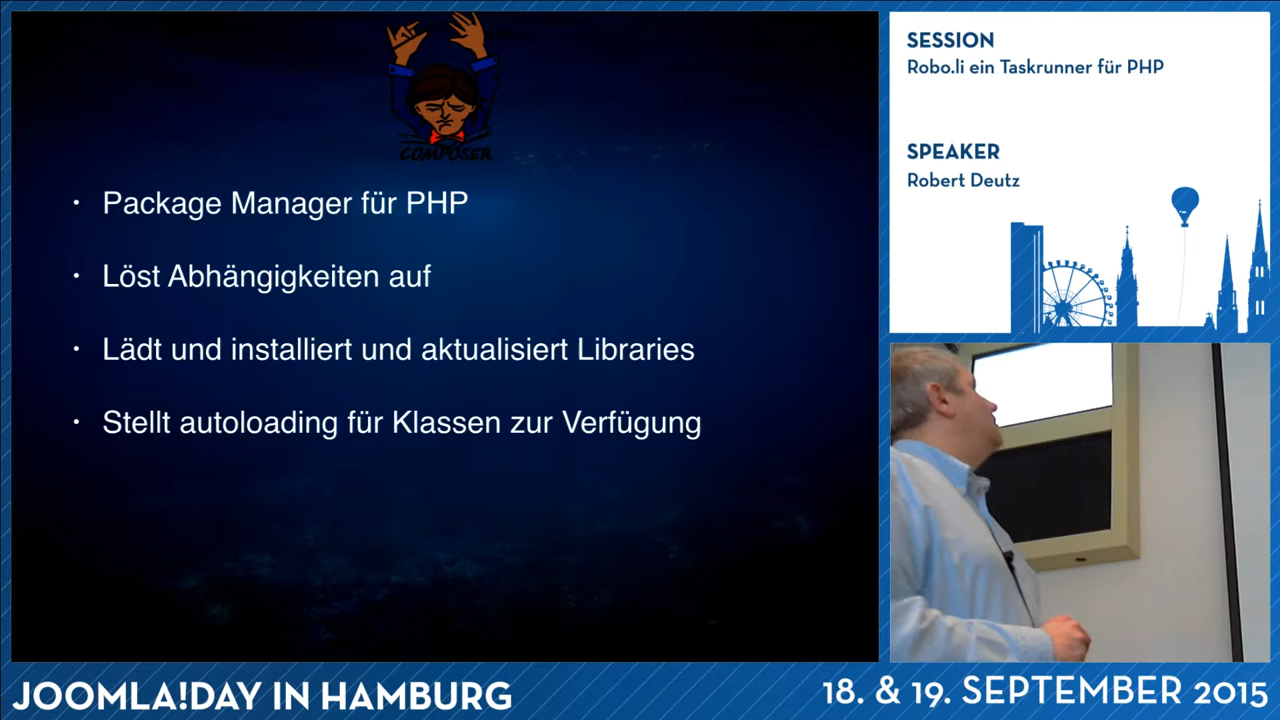 COMPOSER
• Package Manager für PHP
• Löst Abhängigkeiten auf
• Lädt und installiert und aktualisiert Libraries
• Stellt autoloading für Klassen zur Verfügung
SESSION
Robo.li ein Taskrunner für PHP
SPEAKER
Robert Deutz
JOOMLA!DAY IN HAMBURG
18. & 19. SEPTEMBER 2015